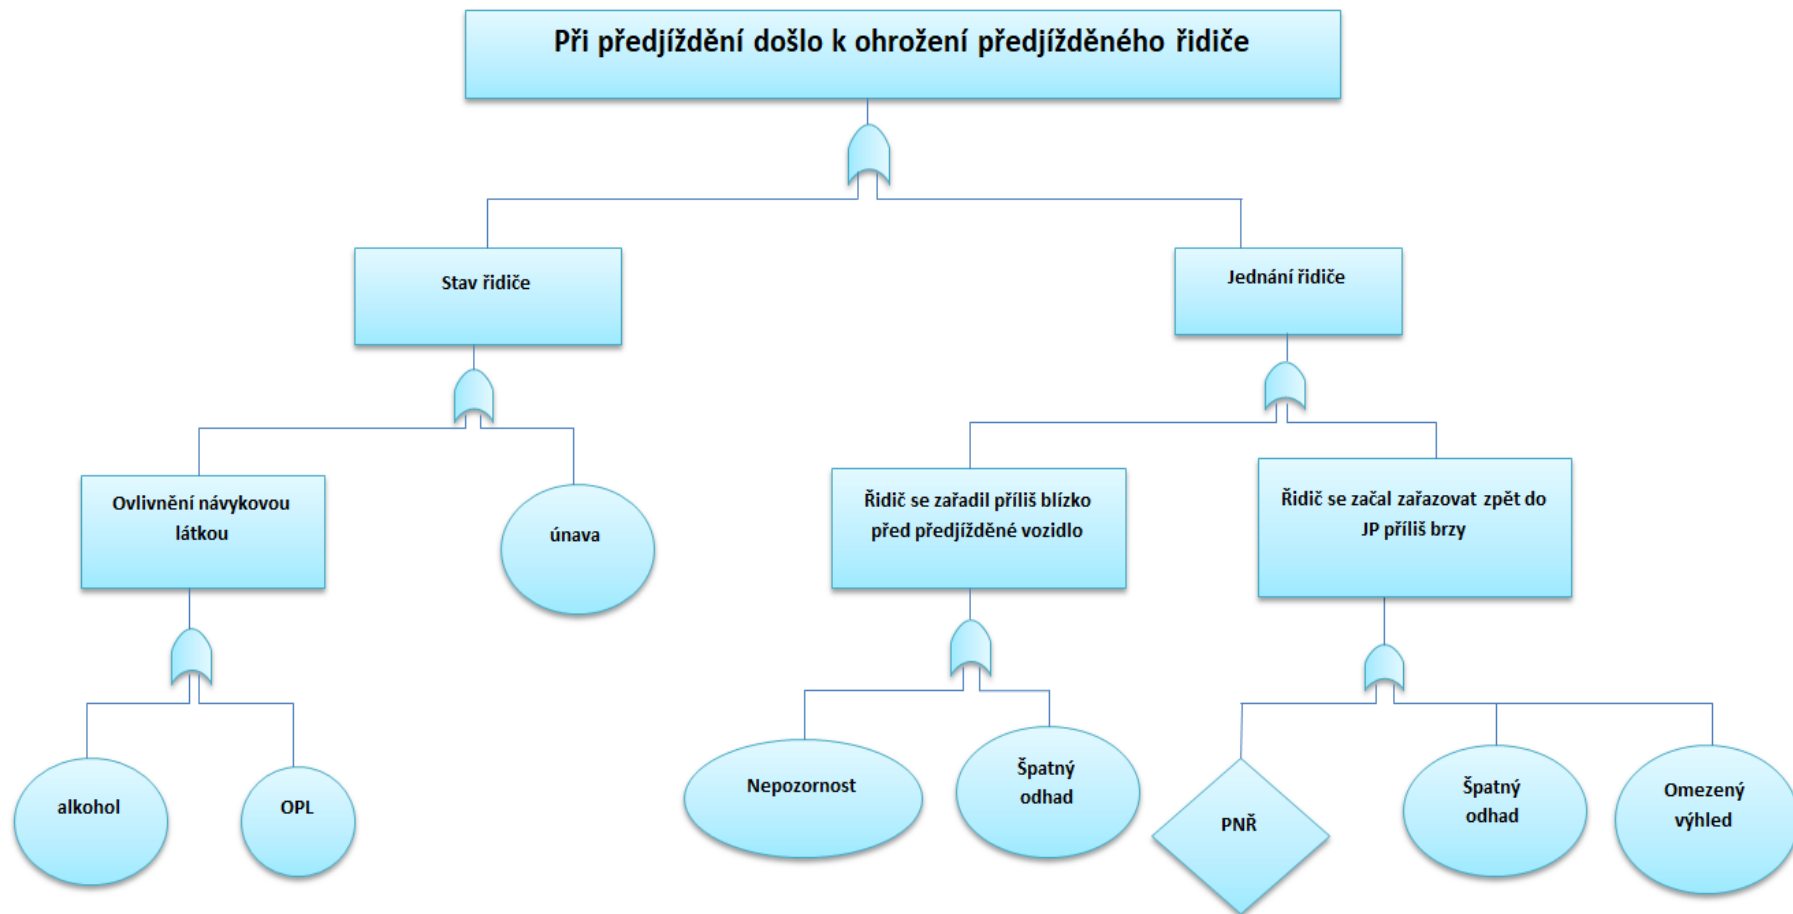 Při předjíždění došlo k ohrožení předjížděného řidiče
Stav řidiče
Jednání řidiče
Ovlivnění návykovou
látkou
únava
Řidič se zařadil příliš blízko
před předjížděné vozidlo
Řidič se začal zařazovat zpět do
JP příliš brzy
alkohol
OPL
Nepozornost
Špatný
odhad
PNŘ
Špatný
odhad
Omezený
výhled